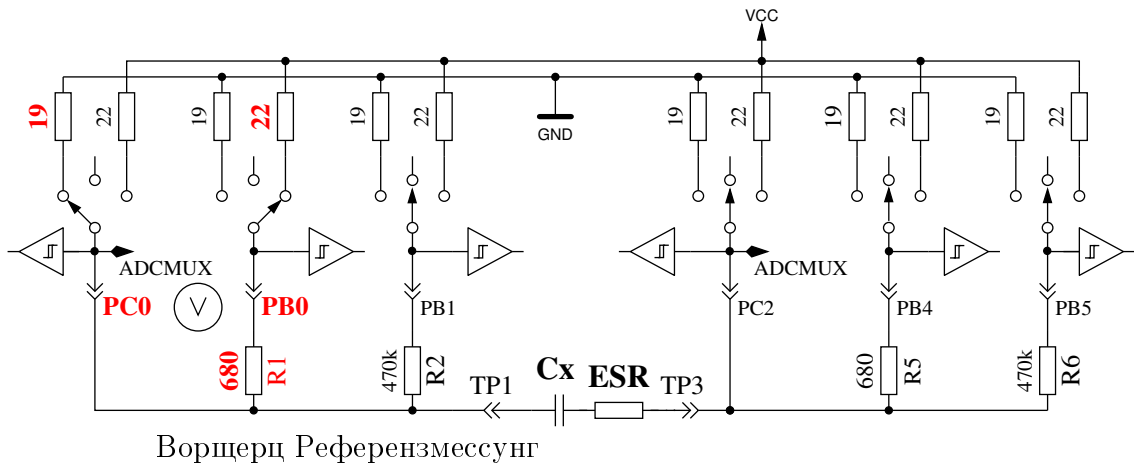 VCC
19 22 19 22 19 22 GND 19 22 19 22 19 22
ADCMUX ADCMUX
PC0 V PB0 PB1 PC2 PB4 PB5
680 R1 470k R2 TP1 Cx ESR TP3 680 R5 470k R6
Ворщерц Референзмессунг